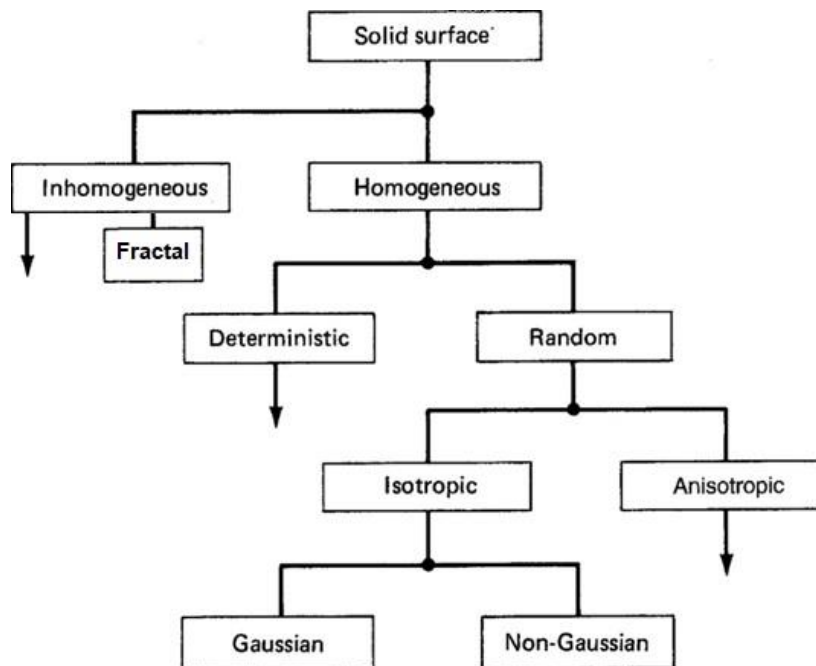 Solid surface
Inhomogeneous
Homogeneous
Fractal
Deterministic
Random
Isotropic
Anisotropic
Gaussian
Non-Gaussian